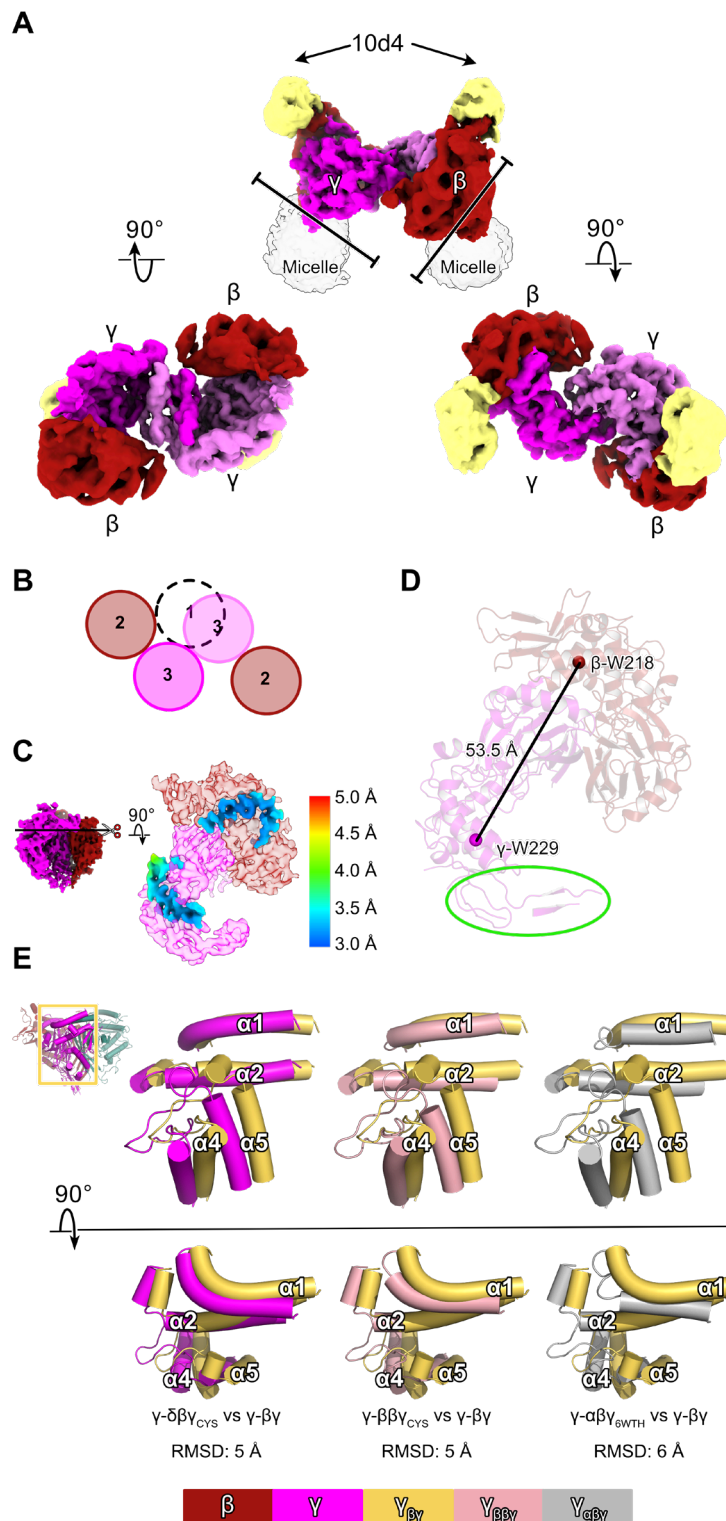 A
10d4
γ
β
90°
Micelle
Micelle
90°
β
γ
γ
β
β
γ
γ
β
B
2
1
3
3
2
C
90°
5.0 Å
4.5 Å
4.0 Å
3.5 Å
3.0 Å
D
β-W218
53.5 Å
γ-W229
E
α1
α2
α4
α5
α1
α2
α4
α5
α1
α2
α4
α5
90°
α1
α2
α4
α5
α1
α2
α4
α5
α1
α2
α4
α5
γ-δβγCYS vs γ-βγ
γ-ββγCYS vs γ-βγ
γ-αβγ6WTH vs γ-βγ
RMSD: 5 Å
RMSD: 5 Å
RMSD: 6 Å
β
γ
γβγ
γββγ
γαβγ